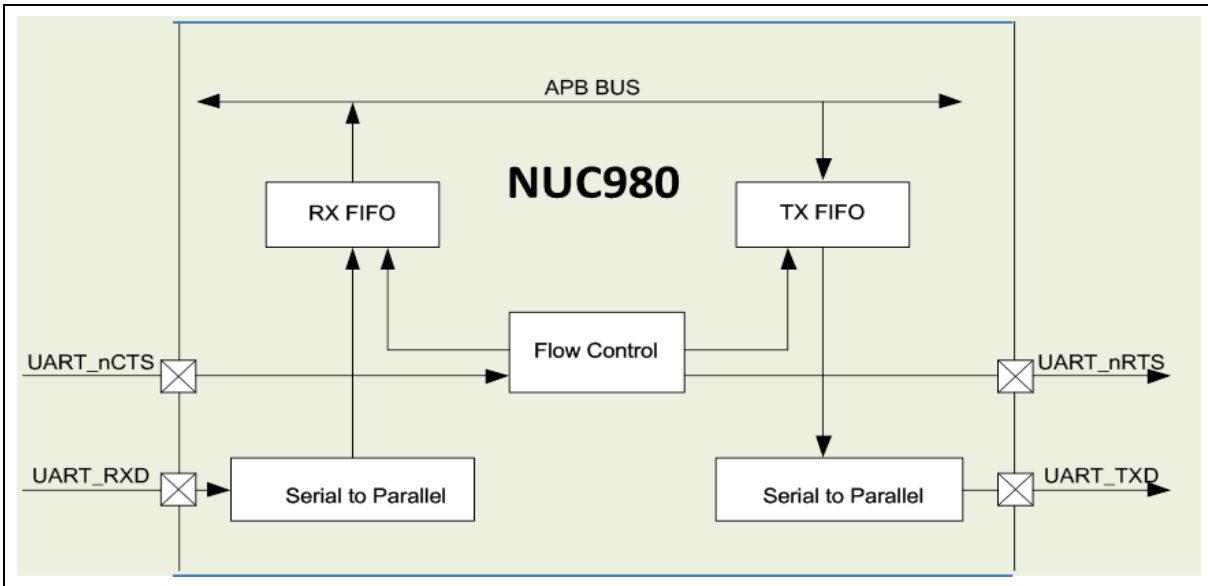 APB BUS
NUC980
RX FIFO
TX FIFO
Flow Control
UART_nCTS
UART_nRTS
UART_RXD
Serial to Parallel
Serial to Parallel
UART_TXD